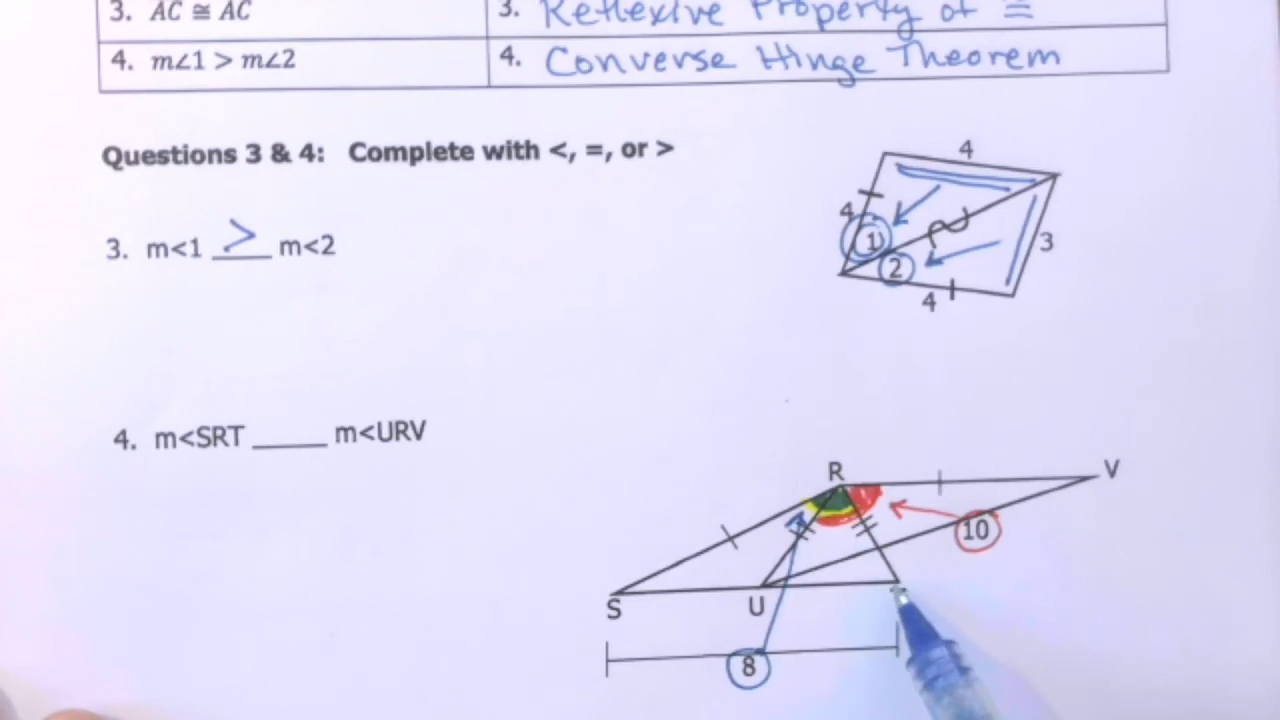 3. AC ≅ AC 3. Reflexive Property of ≅
4. m∠1 > m∠2 4. Converse Hinge Theorem
Questions 3 & 4: Complete with <, =, or >
3. m<1 > m<2
4
4
1
2
3
4
4. m<SRT _____ m<URV
R
V
10
S
U
8